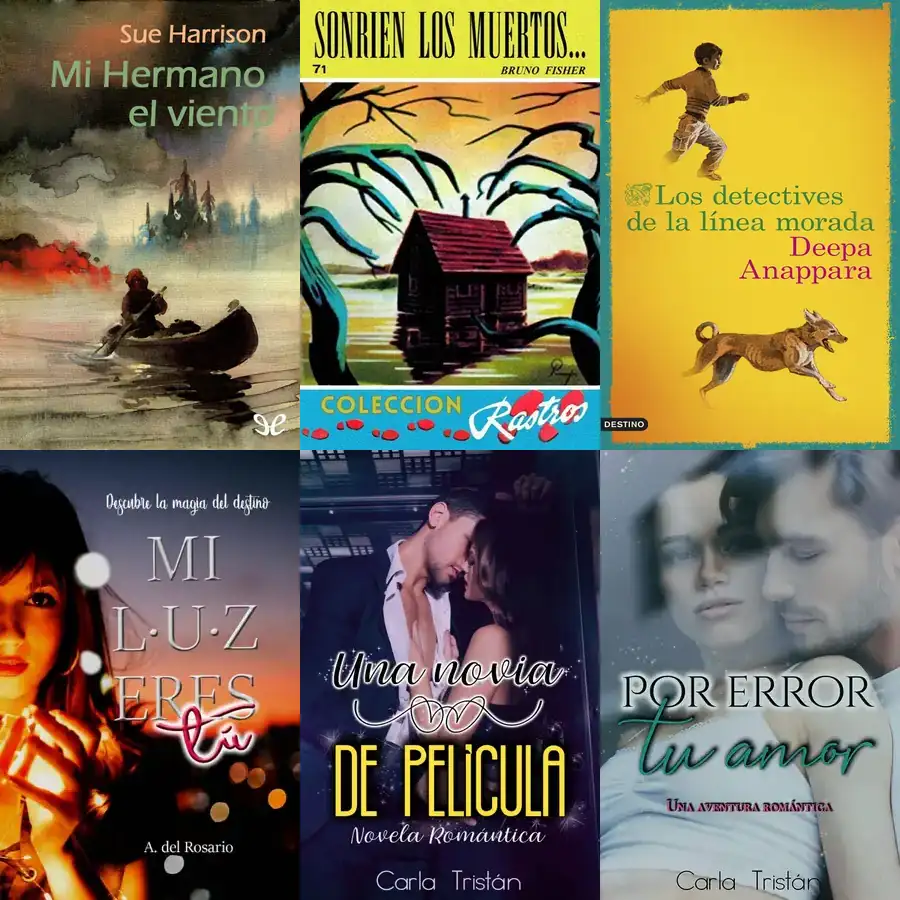 Sue Harrison
Mi Hermano
el viento
SONRIEN LOS MUERTOS...
71
BRUNO FISHER
COLECCION
Rastros
Los detectives
de la línea morada
Deepa
Anappara
DESTINO
Descubre la magia del destino
MI
L·U·Z
ERES
tú
A. del Rosario
Una novia
DE PELÍCULA
Novela Romántica
Carla Tristán
POR ERROR
tu amor
UNA AVENTURA ROMÁNTICA
Carla Tristán